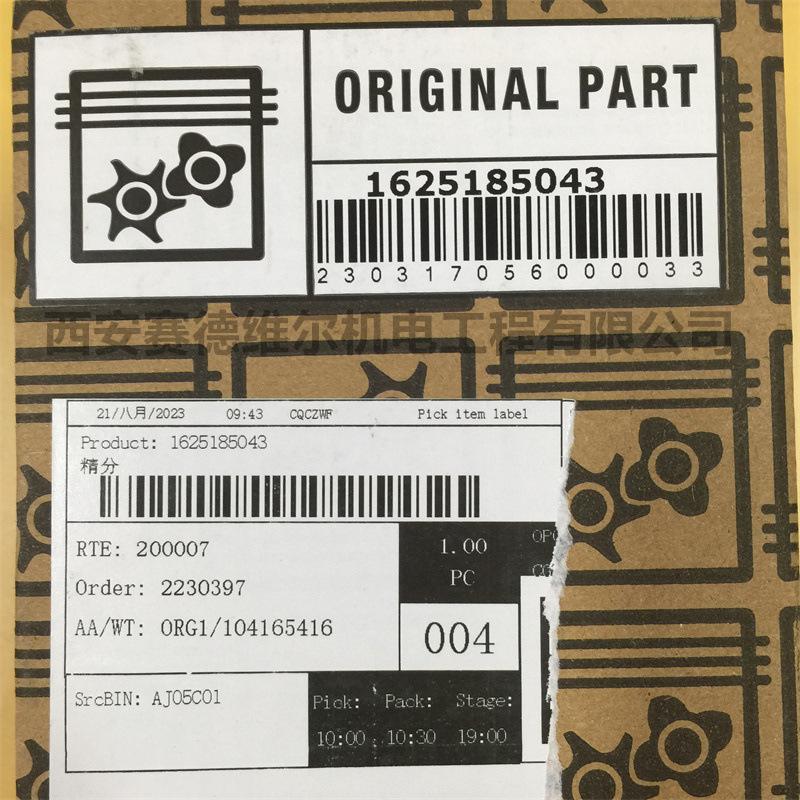 ORIGINAL PART
1625185043
23031705600033
西安赛德维尔机电工程有限公司
21/八月/2023 09:43 CQCZWF Pick item label
Product: 1625185043
精分
RTE: 200007
1.00
PC
Order: 2230397
AA/WT: ORG1/104165416
004
SrcBIN: AJ05C01
Pick: Pack: Stage:
10:00 10:30 19:00